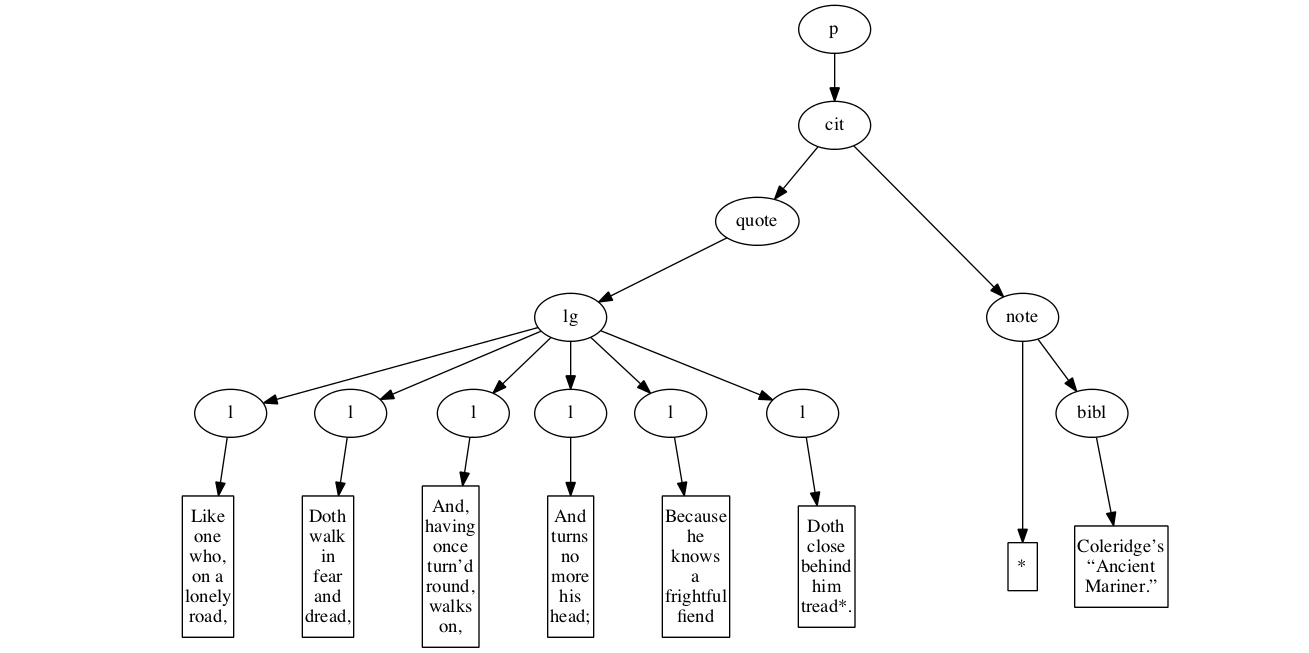 p
cit
quote
lg
note
l
l
l
l
l
l
bibl
Like
one
who,
on a
lonely
road,
Doth
walk
in
fear
and
dread,
And,
having
once
turn’d
round,
walks
on,
And
turns
no
more
his
head;
Because
he
knows
a
frightful
fiend
Doth
close
behind
him
tread*.
*
Coleridge’s
“Ancient
Mariner.”